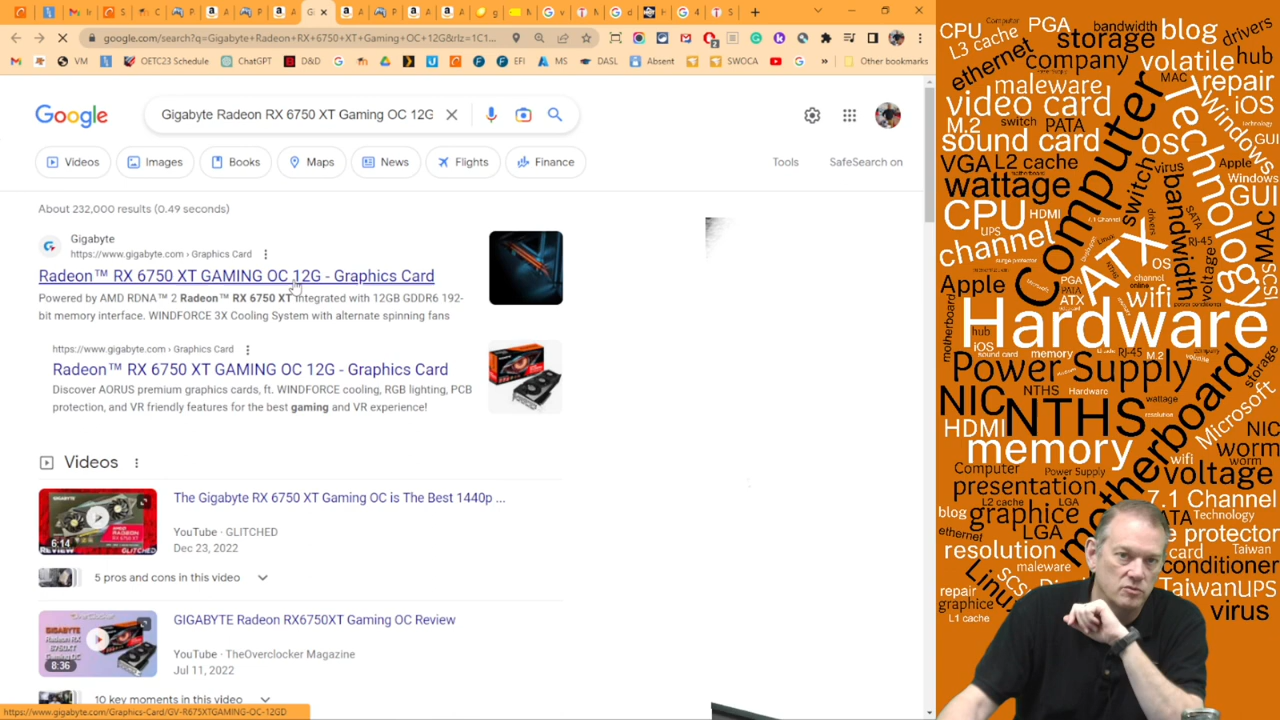 google.com/search?q=Gigabyte+Radeon+RX+6750+XT+Gaming+OC+12G&rlz=1C1...
VM
OETC23 Schedule
ChatGPT
D&D
EFI
MS
DASL
Absent
SWOCA
Other bookmarks
Google
Gigabyte Radeon RX 6750 XT Gaming OC 12G
Videos
Images
Books
Maps
News
Flights
Finance
Tools
SafeSearch on
About 232,000 results (0.49 seconds)
Gigabyte
https://www.gigabyte.com › Graphics Card
Radeon™ RX 6750 XT GAMING OC 12G - Graphics Card
Powered by AMD RDNA™ 2 Radeon™ RX 6750 XT Integrated with 12GB GDDR6 192-
bit memory interface. WINDFORCE 3X Cooling System with alternate spinning fans
https://www.gigabyte.com › Graphics Card
Radeon™ RX 6750 XT GAMING OC 12G - Graphics Card
Discover AORUS premium graphics cards, ft. WINDFORCE cooling, RGB lighting, PCB
protection, and VR friendly features for the best gaming and VR experience!
Videos
The Gigabyte RX 6750 XT Gaming OC is The Best 1440p ...
YouTube · GLITCHED
Dec 23, 2022
6:14
5 pros and cons in this video
GIGABYTE Radeon RX6750XT Gaming OC Review
YouTube · TheOverclocker Magazine
Jul 11, 2022
8:36
10 key moments in this video
https://www.gigabyte.com/Graphics-Card/GV-R675XTGAMING-OC-12GD
CPU
Computer
PGA
bandwidth
blog
drivers
L3 cache
storage
ethernet
company
volatile
hub
maleware
MAC
repair
video card
Technology
Windows
iOS
M.2
switch
PATA
sound card
OS
GUI
VGA
L2 cache
Computer
switch
virus
Apple
wattage
bandwidth
Windows
GUI
CPU
HDMI
7.1 Channel
UPS
SATA
drivers
channel
ATX
RJ-45
voltage
MAC
SCSI
Apple
wifi
motherboard
Hardware
hub
iOS
sound card
memory
RJ-45
M.2
Power Supply
storage
NIC
NTHS
Hardware
wattage
NTHS
motherboard
Microsoft
HDMI
memory
NIC
worm
Computer
Power Supply
wifi
worm
presentation
voltage
L2 cache
LGA
7.1 Channel
blog
graphice
ATA
Technology
ethernet
LGA
e protector
resolution
card
Taiwan
maleware
conditioner
Linux
SCS
Taiwan
UPS
repair
graphice
virus
L1 cache